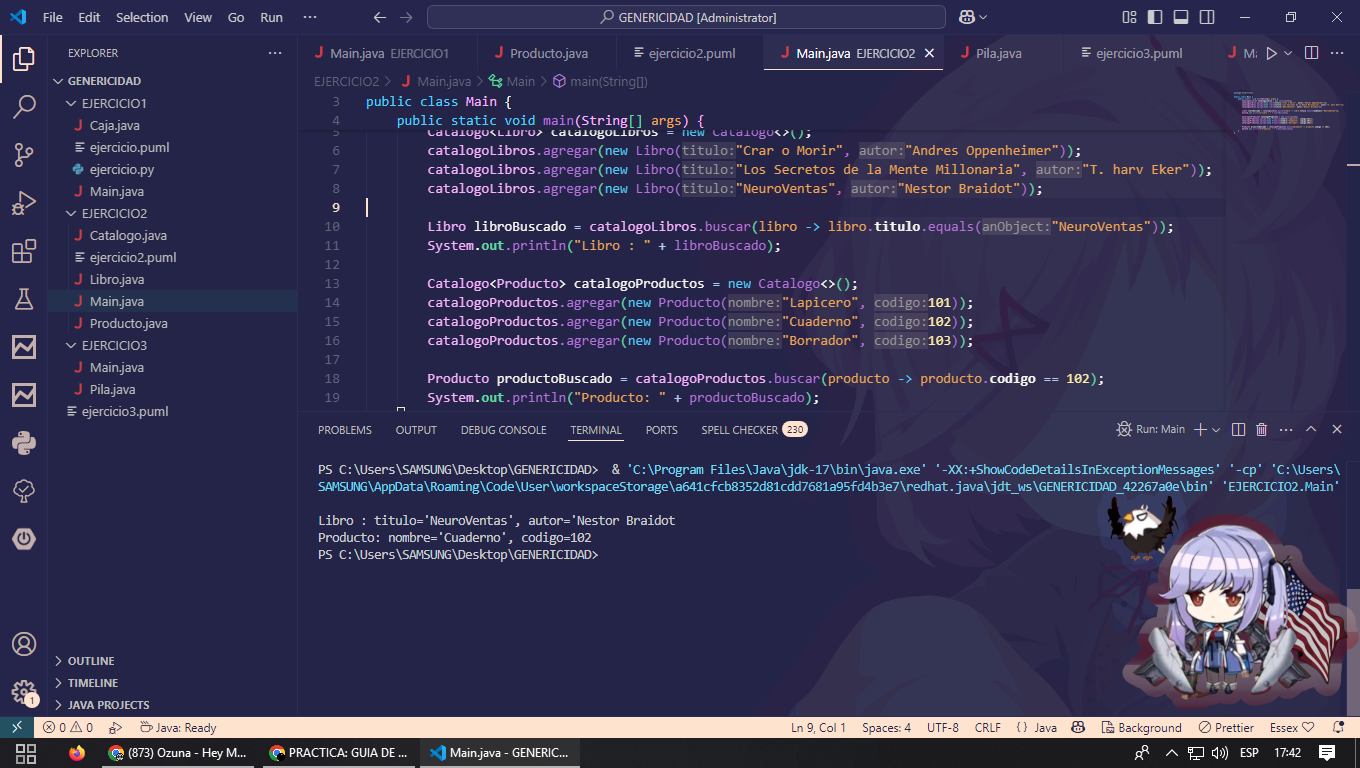 File Edit Selection View Go Run ··· GENERICIDAD [Administrator]
EXPLORER
GENERICIDAD
EJERCICIO1
Caja.java
ejercicio.puml
ejercicio.py
Main.java
EJERCICIO2
Catalogo.java
ejercicio2.puml
Libro.java
Main.java
Producto.java
EJERCICIO3
Main.java
Pila.java
ejercicio3.puml
OUTLINE
TIMELINE
JAVA PROJECTS
Main.java EJERCICIO1 Producto.java ejercicio2.puml Main.java EJERCICIO2 Pila.java ejercicio3.puml
EJERCICIO2 > Main.java > Main > main(String[])
3 public class Main {
4 public static void main(String[] args) {
5 Catalogo<Libro> catalogoLibros = new Catalogo<>();
6 catalogoLibros.agregar(new Libro(titulo:"Crar o Morir", autor:"Andres Oppenheimer"));
7 catalogoLibros.agregar(new Libro(titulo:"Los Secretos de la Mente Millonaria", autor:"T. harv Eker"));
8 catalogoLibros.agregar(new Libro(titulo:"NeuroVentas", autor:"Nestor Braidot"));
9
10 Libro libroBuscado = catalogoLibros.buscar(libro -> libro.titulo.equals(anObject:"NeuroVentas"));
11 System.out.println("Libro : " + libroBuscado);
12
13 Catalogo<Producto> catalogoProductos = new Catalogo<>();
14 catalogoProductos.agregar(new Producto(nombre:"Lapicero", codigo:101));
15 catalogoProductos.agregar(new Producto(nombre:"Cuaderno", codigo:102));
16 catalogoProductos.agregar(new Producto(nombre:"Borrador", codigo:103));
17
18 Producto productoBuscado = catalogoProductos.buscar(producto -> producto.codigo == 102);
19 System.out.println("Producto: " + productoBuscado);
PROBLEMS OUTPUT DEBUG CONSOLE TERMINAL PORTS SPELL CHECKER 230 Run: Main
PS C:\Users\SAMSUNG\Desktop\GENERICIDAD> & 'C:\Program Files\Java\jdk-17\bin\java.exe' '-XX:+ShowCodeDetailsInExceptionMessages' '-cp' 'C:\Users\
SAMSUNG\AppData\Roaming\Code\User\workspaceStorage\a641cfcb8352d81cdd7681a95fd4b3e7\redhat.java\jdt_ws\GENERICIDAD_42267a0e\bin' 'EJERCICIO2.Main'
Libro : titulo='NeuroVentas', autor='Nestor Braidot
Producto: nombre='Cuaderno', codigo=102
PS C:\Users\SAMSUNG\Desktop\GENERICIDAD>
1
0 0 Java: Ready Ln 9, Col 1 Spaces: 4 UTF-8 CRLF { } Java Background Prettier Essex
(873) Ozuna - Hey M... PRACTICA: GUIA DE ... Main.java - GENERIC... ESP 17:42